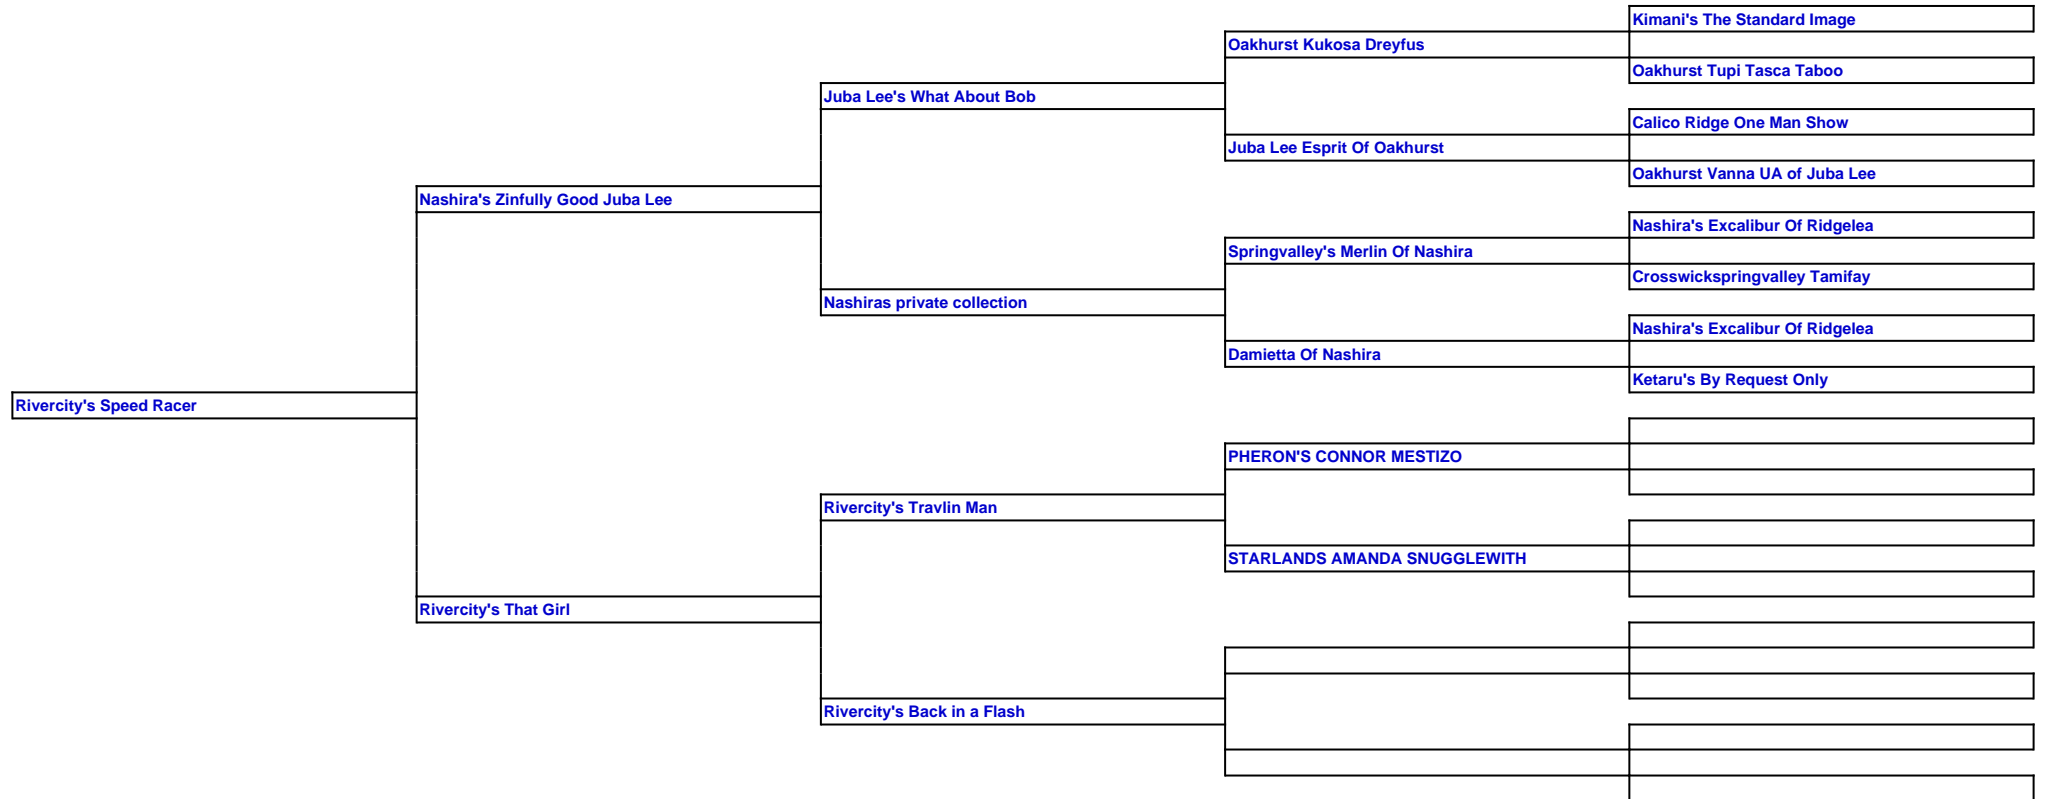 Kimani's The Standard Image
Oakhurst Kukosa Dreyfus
Oakhurst Tupi Tasca Taboo
Juba Lee's What About Bob
Calico Ridge One Man Show
Juba Lee Esprit Of Oakhurst
Oakhurst Vanna UA of Juba Lee
Nashira's Zinfully Good Juba Lee
Nashira's Excalibur Of Ridgelea
Springvalley's Merlin Of Nashira
Crosswickspringvalley Tamifay
Nashiras private collection
Nashira's Excalibur Of Ridgelea
Damietta Of Nashira
Ketaru's By Request Only
Rivercity's Speed Racer
PHERON'S CONNOR MESTIZO
Rivercity's Travlin Man
STARLANDS AMANDA SNUGGLEWITH
Rivercity's That Girl
Rivercity's Back in a Flash